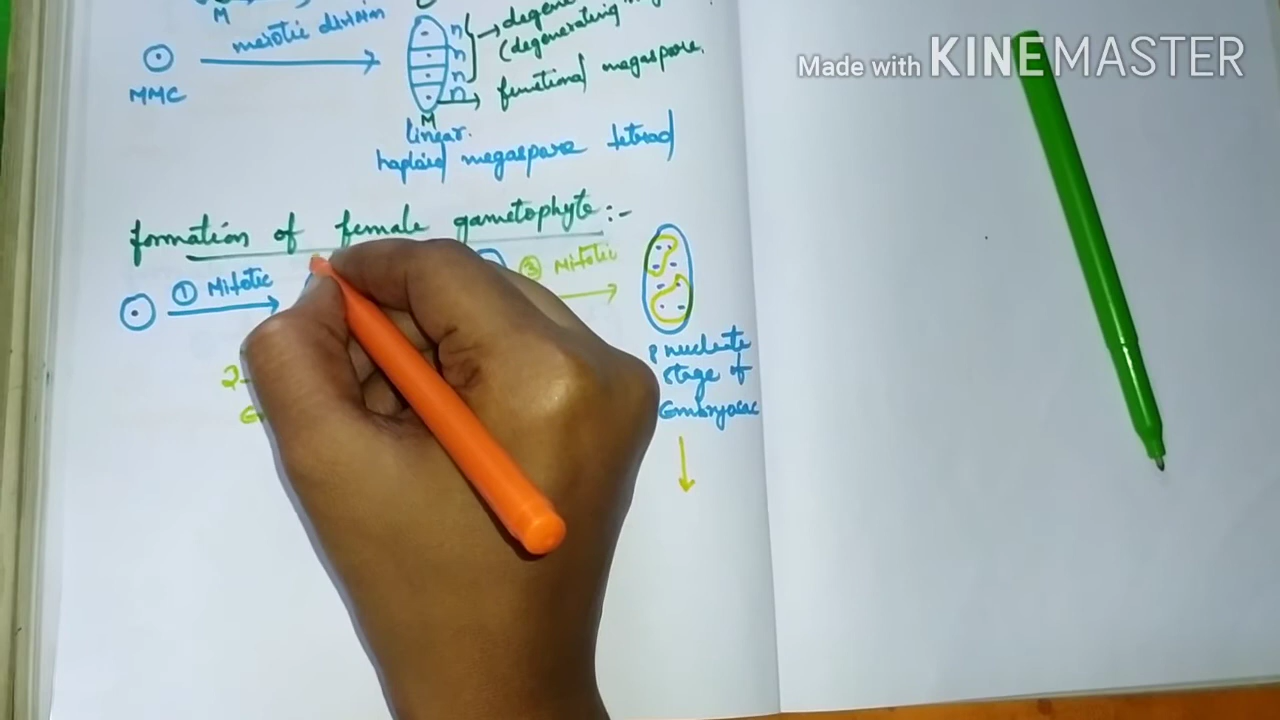 M
meiotic division
MMC
n
n
n
n
M
(degenerating
functional megaspore.
linear.
haploid megaspore tetrad
formation of female gametophyte:-
① Mitotic
③ Mitotic
2-
8 nucleate
stage of
Embryosac
Made with KINEMASTER